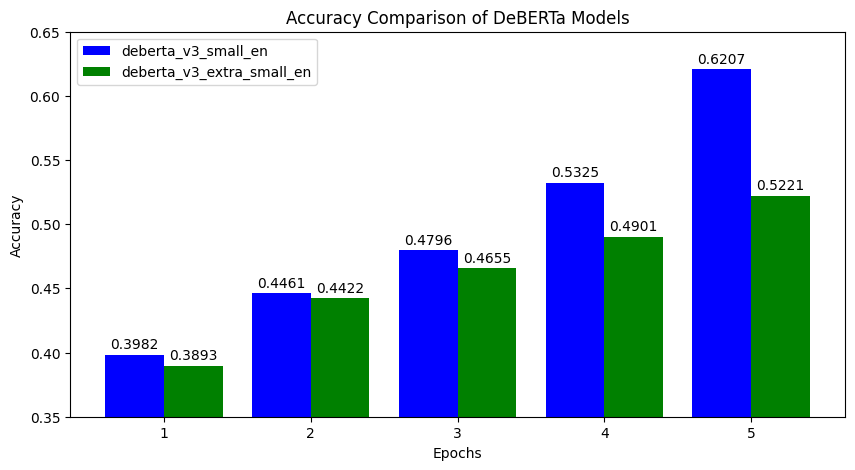 Accuracy Comparison of DeBERTa Models
deberta_v3_small_en
deberta_v3_extra_small_en
Accuracy
0.65
0.60
0.55
0.50
0.45
0.40
0.35
0.3982
0.3893
0.4461
0.4422
0.4796
0.4655
0.5325
0.4901
0.6207
0.5221
1 2 3 4 5
Epochs